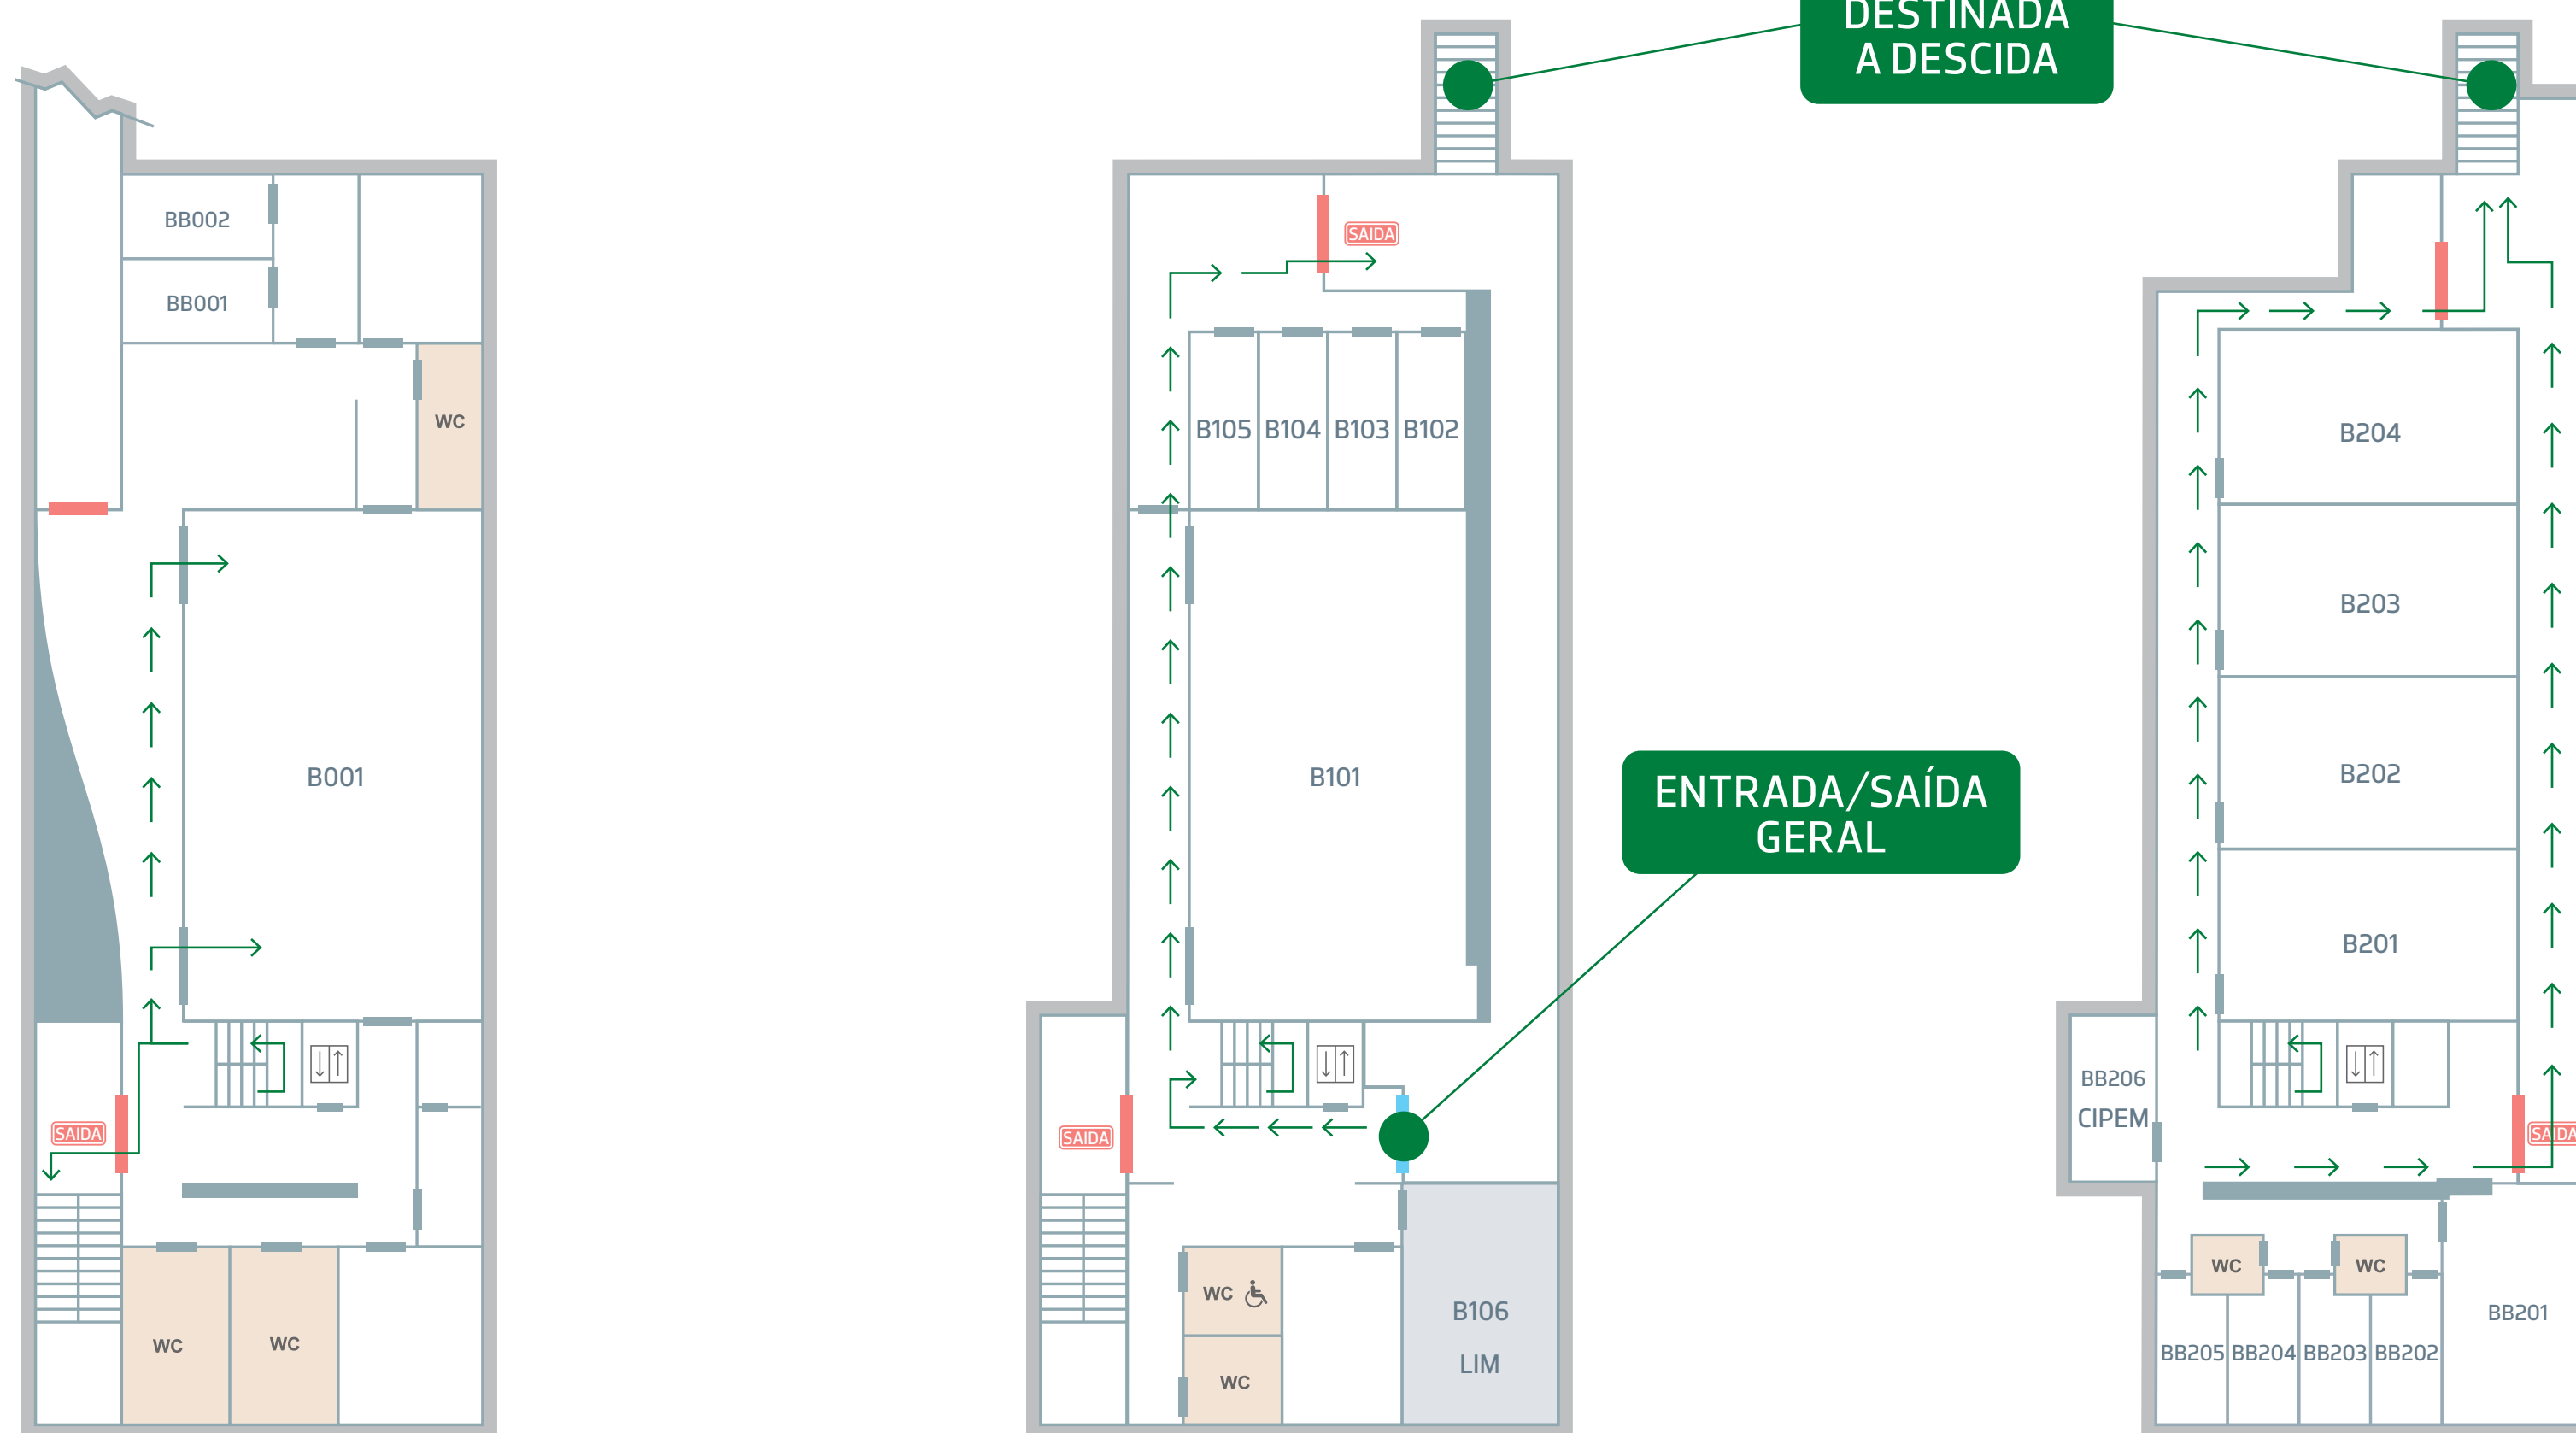 DESTINADA
A DESCIDA
BB002
BB001
WC
B001
SAIDA
WC
WC
SAIDA
B105
B104
B103
B102
B101
ENTRADA/SAÍDA
GERAL
SAIDA
WC
WC
B106
LIM
B204
B203
B202
B201
BB206
CIPEM
SAIDA
WC
WC
BB201
BB205
BB204
BB203
BB202